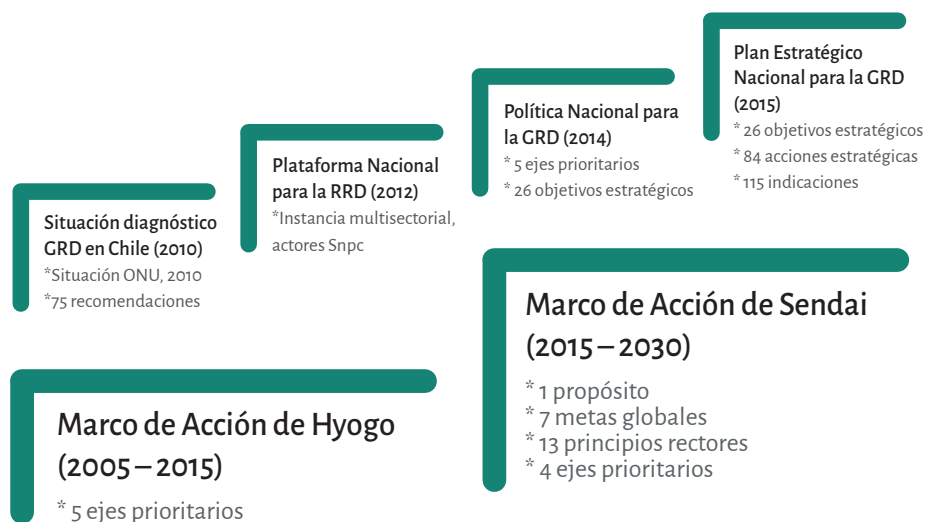 Situación diagnóstico
GRD en Chile (2010)
*Situación ONU, 2010
*75 recomendaciones
Plataforma Nacional
para la RRD (2012)
*Instancia multisectorial,
actores Snpc
Política Nacional para
la GRD (2014)
* 5 ejes prioritarios
* 26 objetivos estratégicos
Plan Estratégico
Nacional para la GRD
(2015)
* 26 objetivos estratégicos
* 84 acciones estratégicas
* 115 indicaciones
Marco de Acción de Hyogo
(2005 – 2015)
* 5 ejes prioritarios
Marco de Acción de Sendai
(2015 – 2030)
* 1 propósito
* 7 metas globales
* 13 principios rectores
* 4 ejes prioritarios